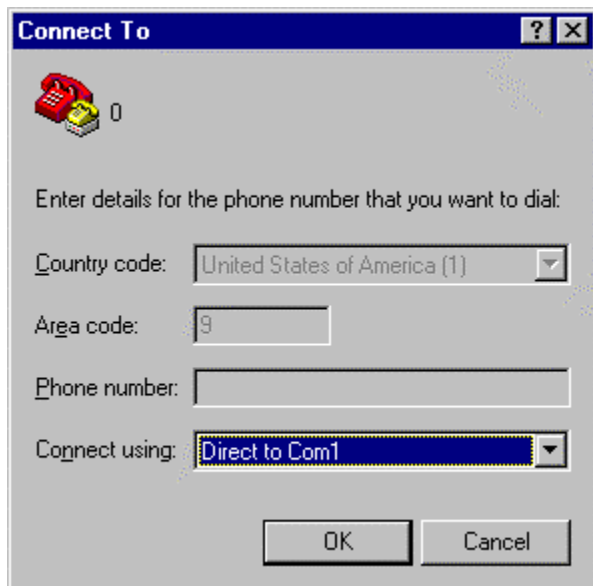 Connect To
0
Enter details for the phone number that you want to dial:
Country code: United States of America (1)
Area code: 9
Phone number:
Connect using: Direct to Com1
OK Cancel